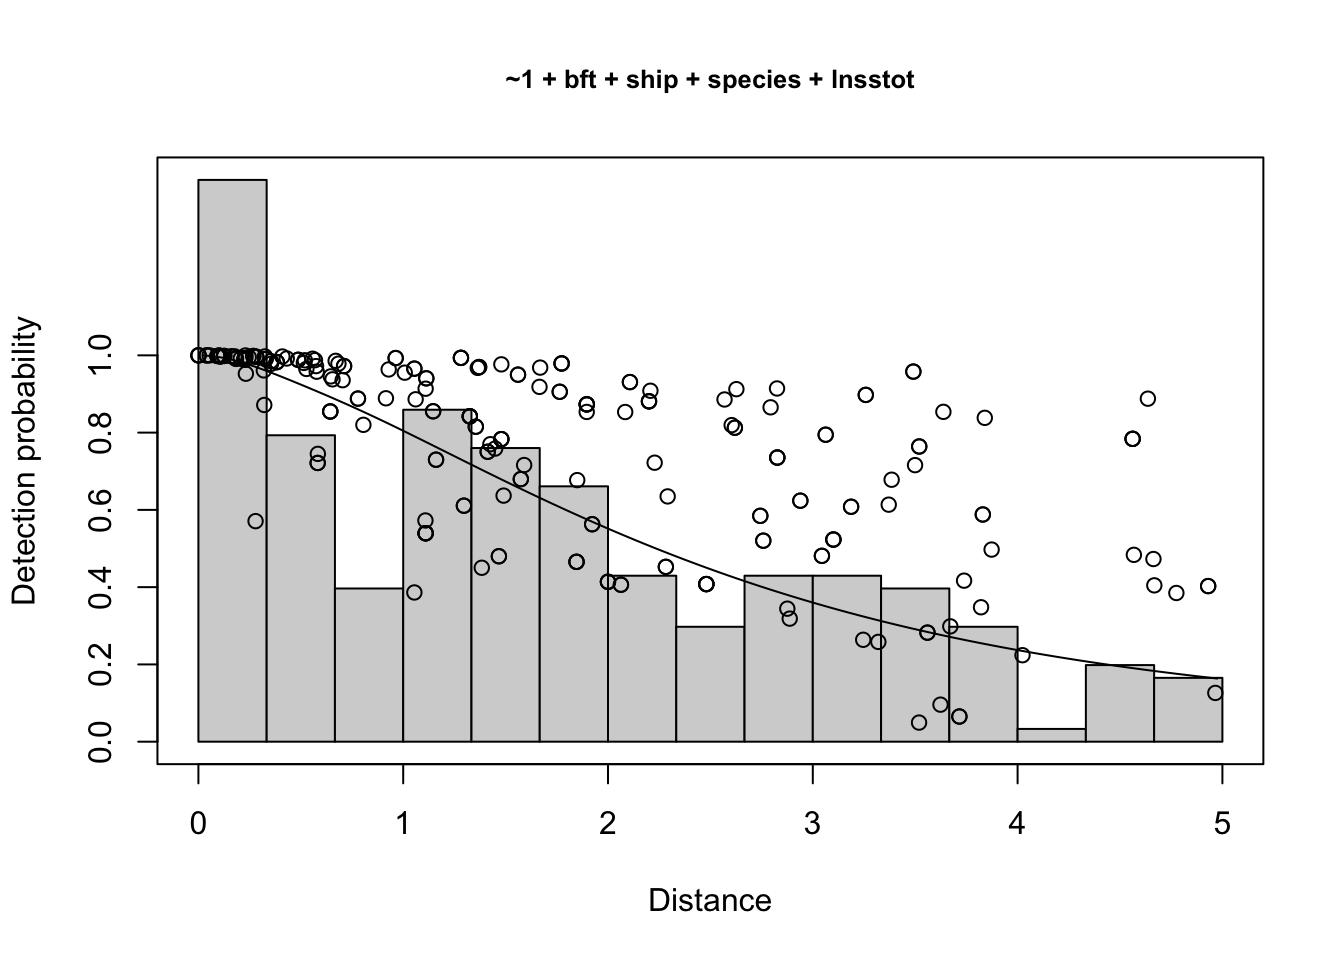 ~1 + bft + ship + species + lnsstot
Detection probability
1.0
0.8
0.6
0.4
0.2
0.0
0 1 2 3 4 5
Distance